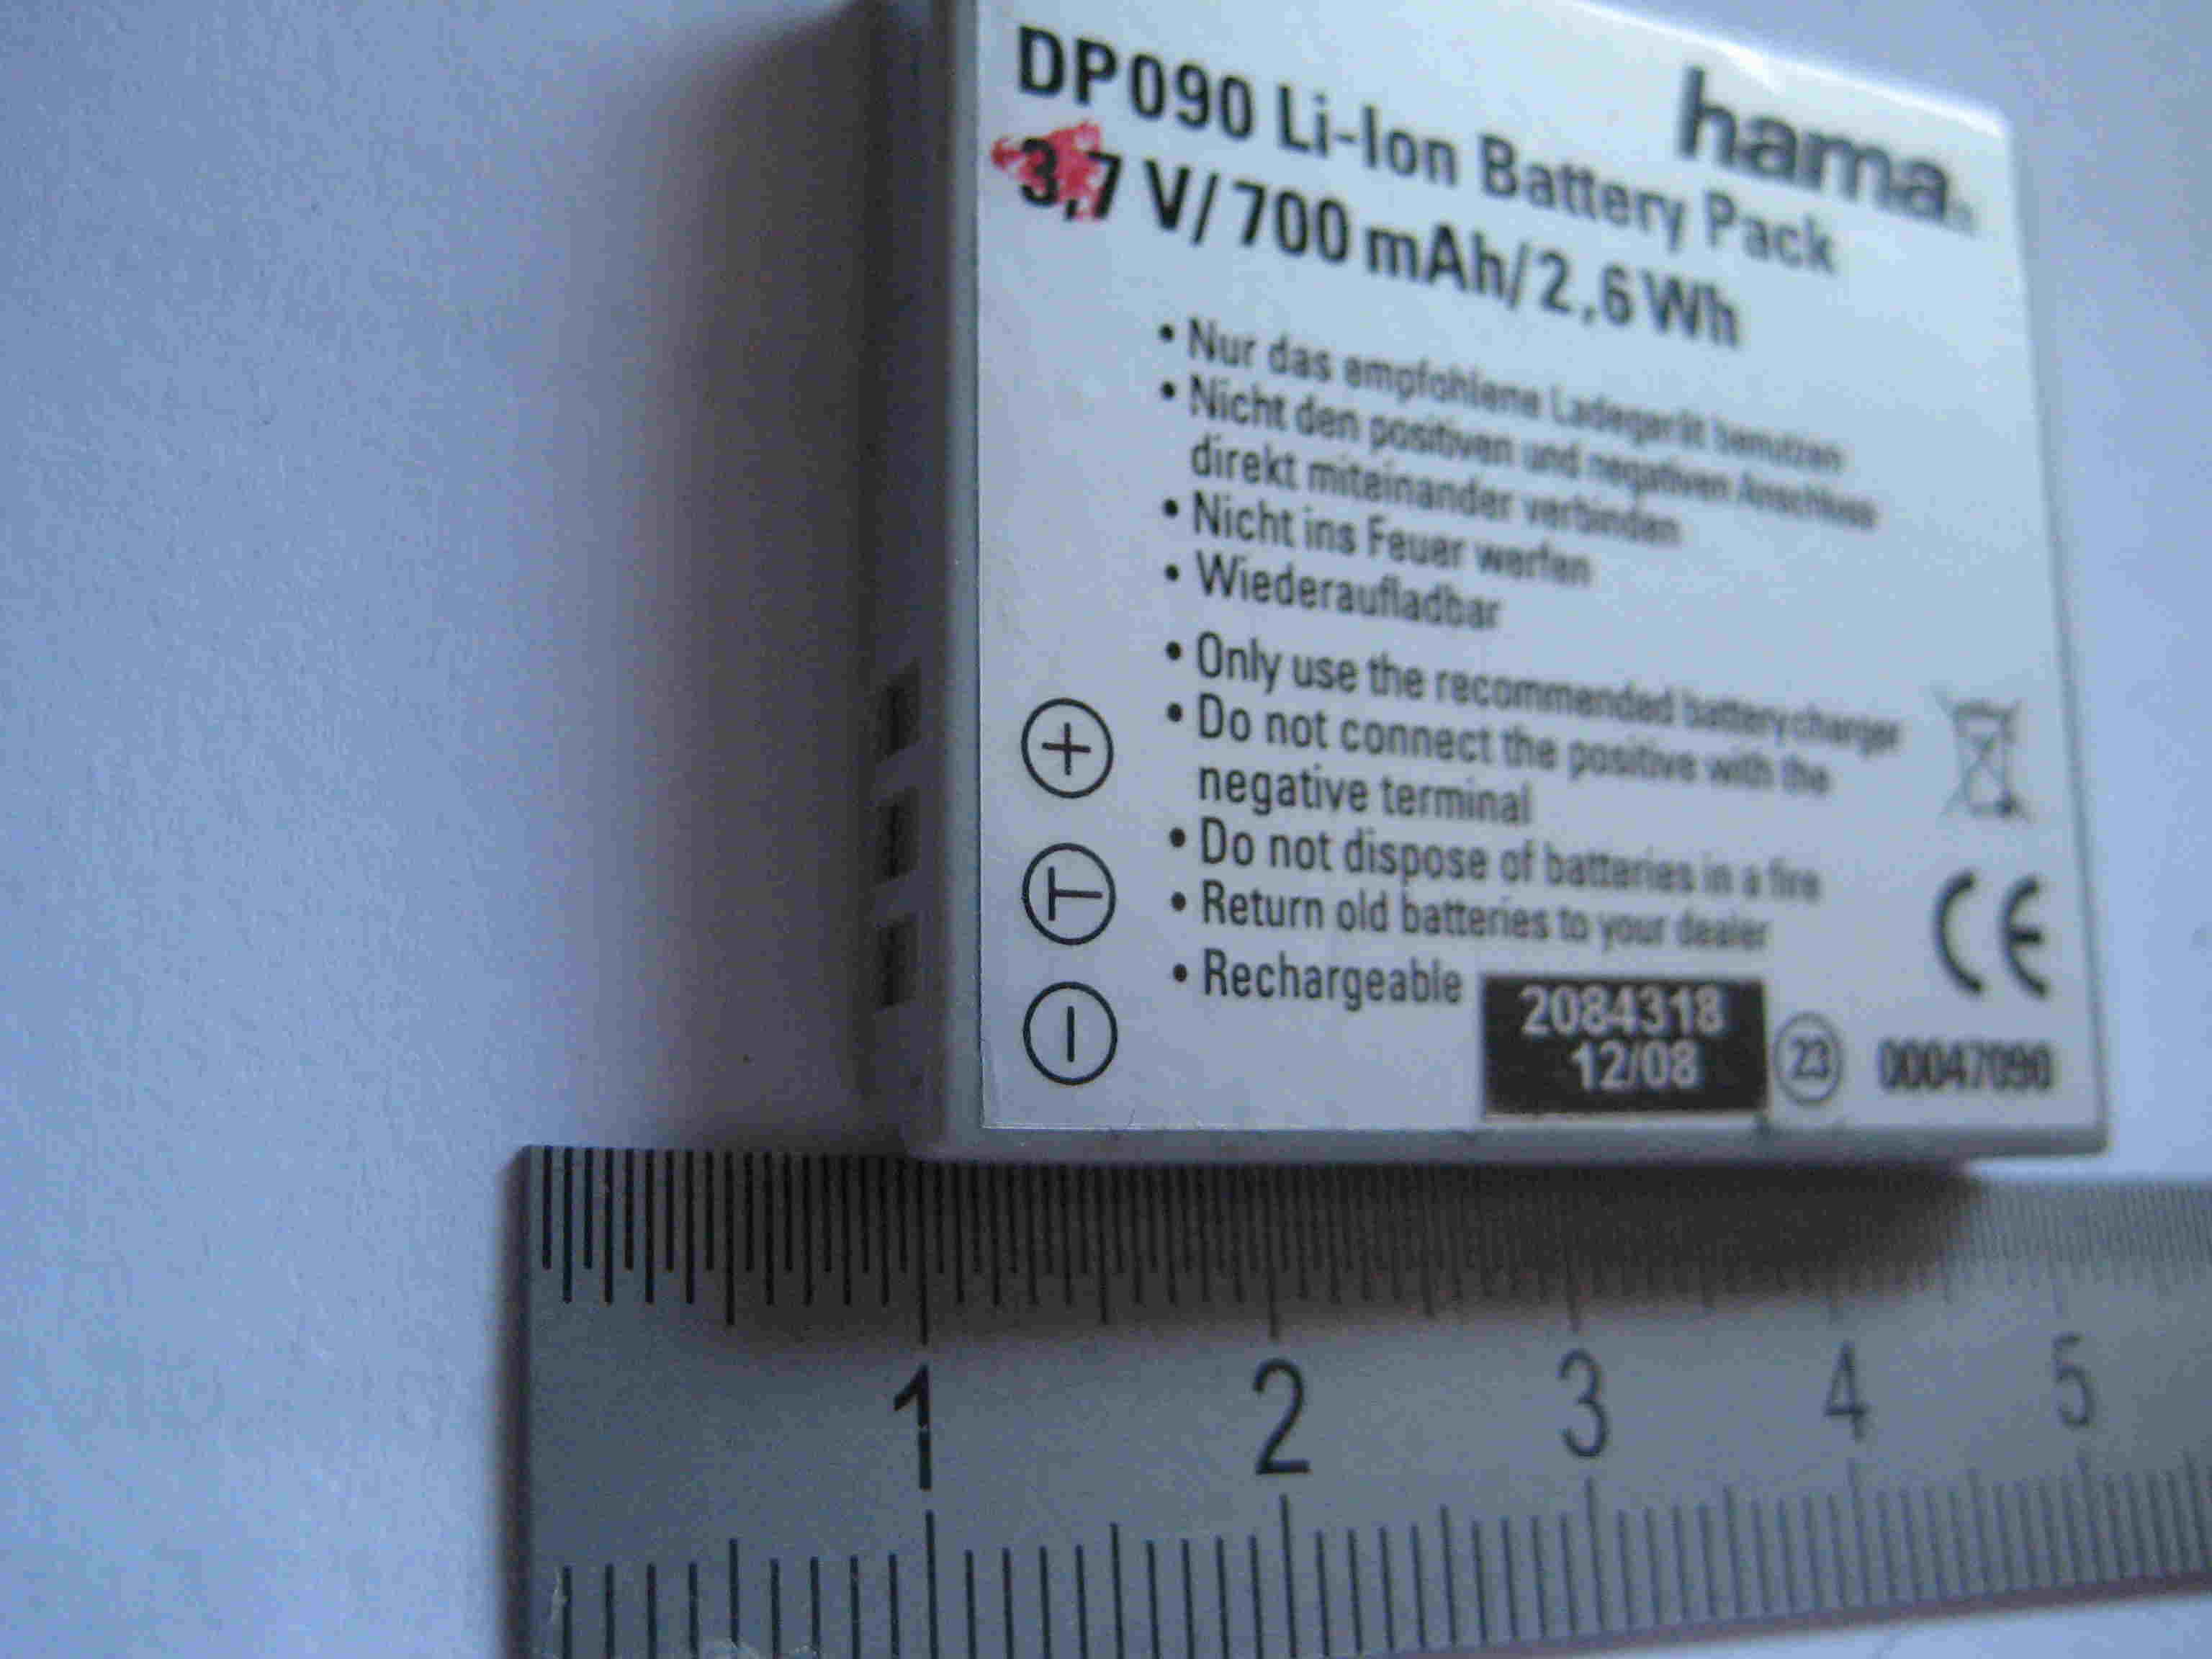 hama
DP090 Li-Ion Battery Pack
3,7 V/700 mAh/2,6 Wh
• Nur das empfohlene Ladegerät benutzen
• Nicht den positiven und negativen Anschluss
direkt miteinander verbinden
• Nicht ins Feuer werfen
• Wiederaufladbar
• Only use the recommended battery charger
• Do not connect the positive with the
negative terminal
• Do not dispose of batteries in a fire
• Return old batteries to your dealer
• Rechargeable
+
T
–
CE
2084318
12/08
23
00047090
1 2 3 4 5